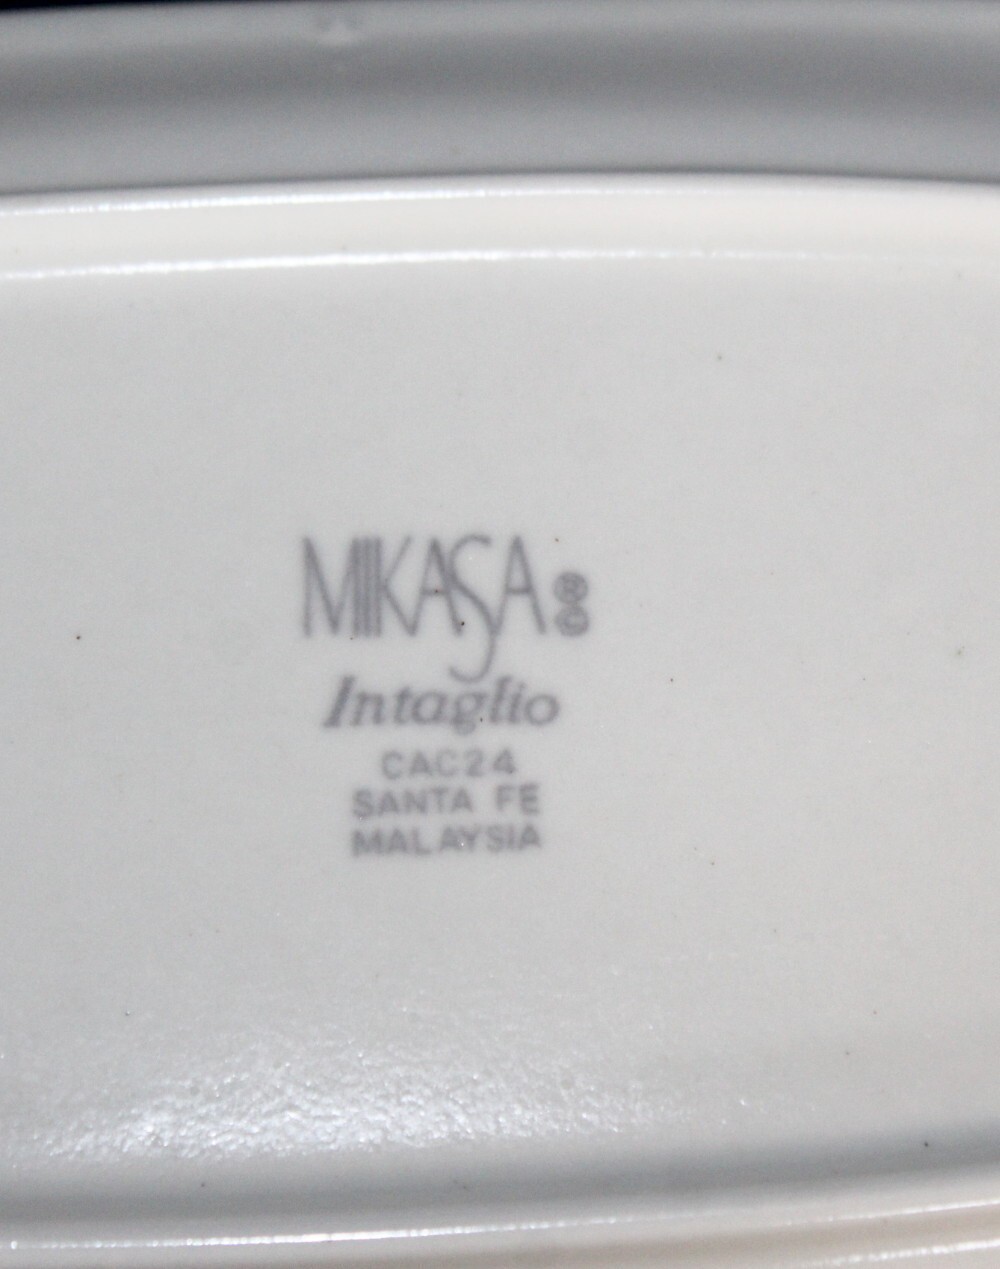 MIKASA ® ©
Intaglio
CAC24
SANTA FE
MALAYSIA